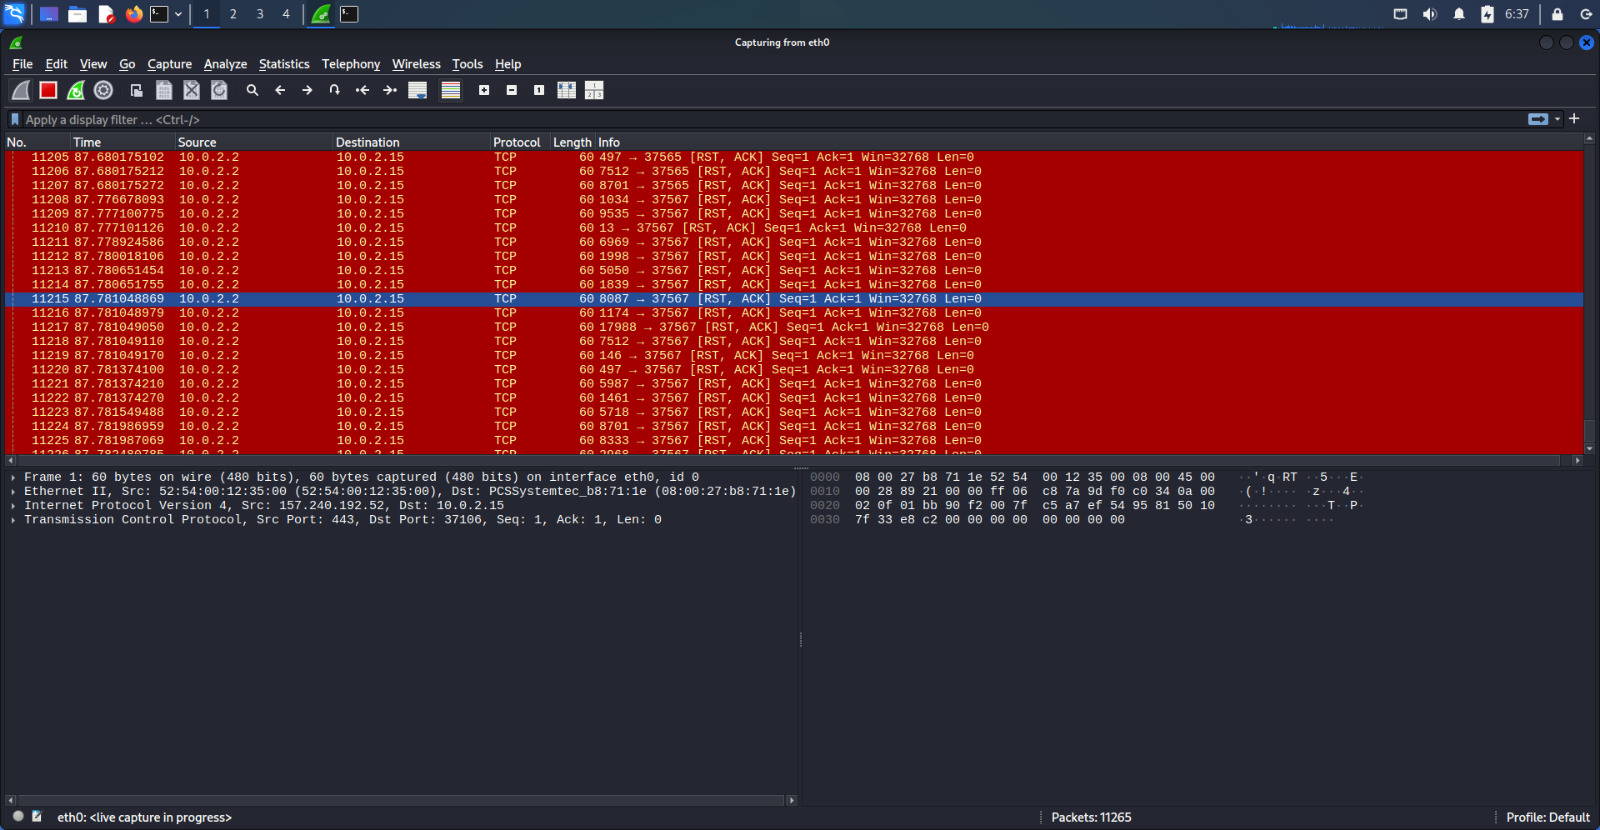 1 2 3 4 6:37
Capturing from eth0
File Edit View Go Capture Analyze Statistics Telephony Wireless Tools Help
Apply a display filter ... <Ctrl-/>
No. Time Source Destination Protocol Length Info
11205 87.680175102 10.0.2.2 10.0.2.15 TCP 60 497 → 37565 [RST, ACK] Seq=1 Ack=1 Win=32768 Len=0
11206 87.680175212 10.0.2.2 10.0.2.15 TCP 60 7512 → 37565 [RST, ACK] Seq=1 Ack=1 Win=32768 Len=0
11207 87.680175272 10.0.2.2 10.0.2.15 TCP 60 8701 → 37565 [RST, ACK] Seq=1 Ack=1 Win=32768 Len=0
11208 87.776678093 10.0.2.2 10.0.2.15 TCP 60 1034 → 37567 [RST, ACK] Seq=1 Ack=1 Win=32768 Len=0
11209 87.777100775 10.0.2.2 10.0.2.15 TCP 60 9535 → 37567 [RST, ACK] Seq=1 Ack=1 Win=32768 Len=0
11210 87.777101126 10.0.2.2 10.0.2.15 TCP 60 13 → 37567 [RST, ACK] Seq=1 Ack=1 Win=32768 Len=0
11211 87.778924586 10.0.2.2 10.0.2.15 TCP 60 6969 → 37567 [RST, ACK] Seq=1 Ack=1 Win=32768 Len=0
11212 87.780018106 10.0.2.2 10.0.2.15 TCP 60 1998 → 37567 [RST, ACK] Seq=1 Ack=1 Win=32768 Len=0
11213 87.780651454 10.0.2.2 10.0.2.15 TCP 60 5050 → 37567 [RST, ACK] Seq=1 Ack=1 Win=32768 Len=0
11214 87.780651755 10.0.2.2 10.0.2.15 TCP 60 1839 → 37567 [RST, ACK] Seq=1 Ack=1 Win=32768 Len=0
11215 87.781048869 10.0.2.2 10.0.2.15 TCP 60 8087 → 37567 [RST, ACK] Seq=1 Ack=1 Win=32768 Len=0
11216 87.781048979 10.0.2.2 10.0.2.15 TCP 60 1174 → 37567 [RST, ACK] Seq=1 Ack=1 Win=32768 Len=0
11217 87.781049050 10.0.2.2 10.0.2.15 TCP 60 17988 → 37567 [RST, ACK] Seq=1 Ack=1 Win=32768 Len=0
11218 87.781049110 10.0.2.2 10.0.2.15 TCP 60 7512 → 37567 [RST, ACK] Seq=1 Ack=1 Win=32768 Len=0
11219 87.781049170 10.0.2.2 10.0.2.15 TCP 60 146 → 37567 [RST, ACK] Seq=1 Ack=1 Win=32768 Len=0
11220 87.781374100 10.0.2.2 10.0.2.15 TCP 60 497 → 37567 [RST, ACK] Seq=1 Ack=1 Win=32768 Len=0
11221 87.781374210 10.0.2.2 10.0.2.15 TCP 60 5987 → 37567 [RST, ACK] Seq=1 Ack=1 Win=32768 Len=0
11222 87.781374270 10.0.2.2 10.0.2.15 TCP 60 1461 → 37567 [RST, ACK] Seq=1 Ack=1 Win=32768 Len=0
11223 87.781549488 10.0.2.2 10.0.2.15 TCP 60 5718 → 37567 [RST, ACK] Seq=1 Ack=1 Win=32768 Len=0
11224 87.781986959 10.0.2.2 10.0.2.15 TCP 60 8701 → 37567 [RST, ACK] Seq=1 Ack=1 Win=32768 Len=0
11225 87.781987069 10.0.2.2 10.0.2.15 TCP 60 8333 → 37567 [RST, ACK] Seq=1 Ack=1 Win=32768 Len=0
Frame 1: 60 bytes on wire (480 bits), 60 bytes captured (480 bits) on interface eth0, id 0
Ethernet II, Src: 52:54:00:12:35:00 (52:54:00:12:35:00), Dst: PCSSystemtec_b8:71:1e (08:00:27:b8:71:1e)
Internet Protocol Version 4, Src: 157.240.192.52, Dst: 10.0.2.15
Transmission Control Protocol, Src Port: 443, Dst Port: 37106, Seq: 1, Ack: 1, Len: 0
0000 08 00 27 b8 71 1e 52 54 00 12 35 00 08 00 45 00 ··'·q·RT ··5···E·
0010 00 28 89 21 00 00 ff 06 c8 7a 9d f0 c0 34 0a 00 ·(·!···· ·z···4··
0020 02 0f 01 bb 90 f2 00 7f c5 a7 ef 54 95 81 50 10 ········ ···T··P·
0030 7f 33 e8 c2 00 00 00 00 00 00 00 00 ·3······ ····
eth0: <live capture in progress> Packets: 11265 Profile: Default